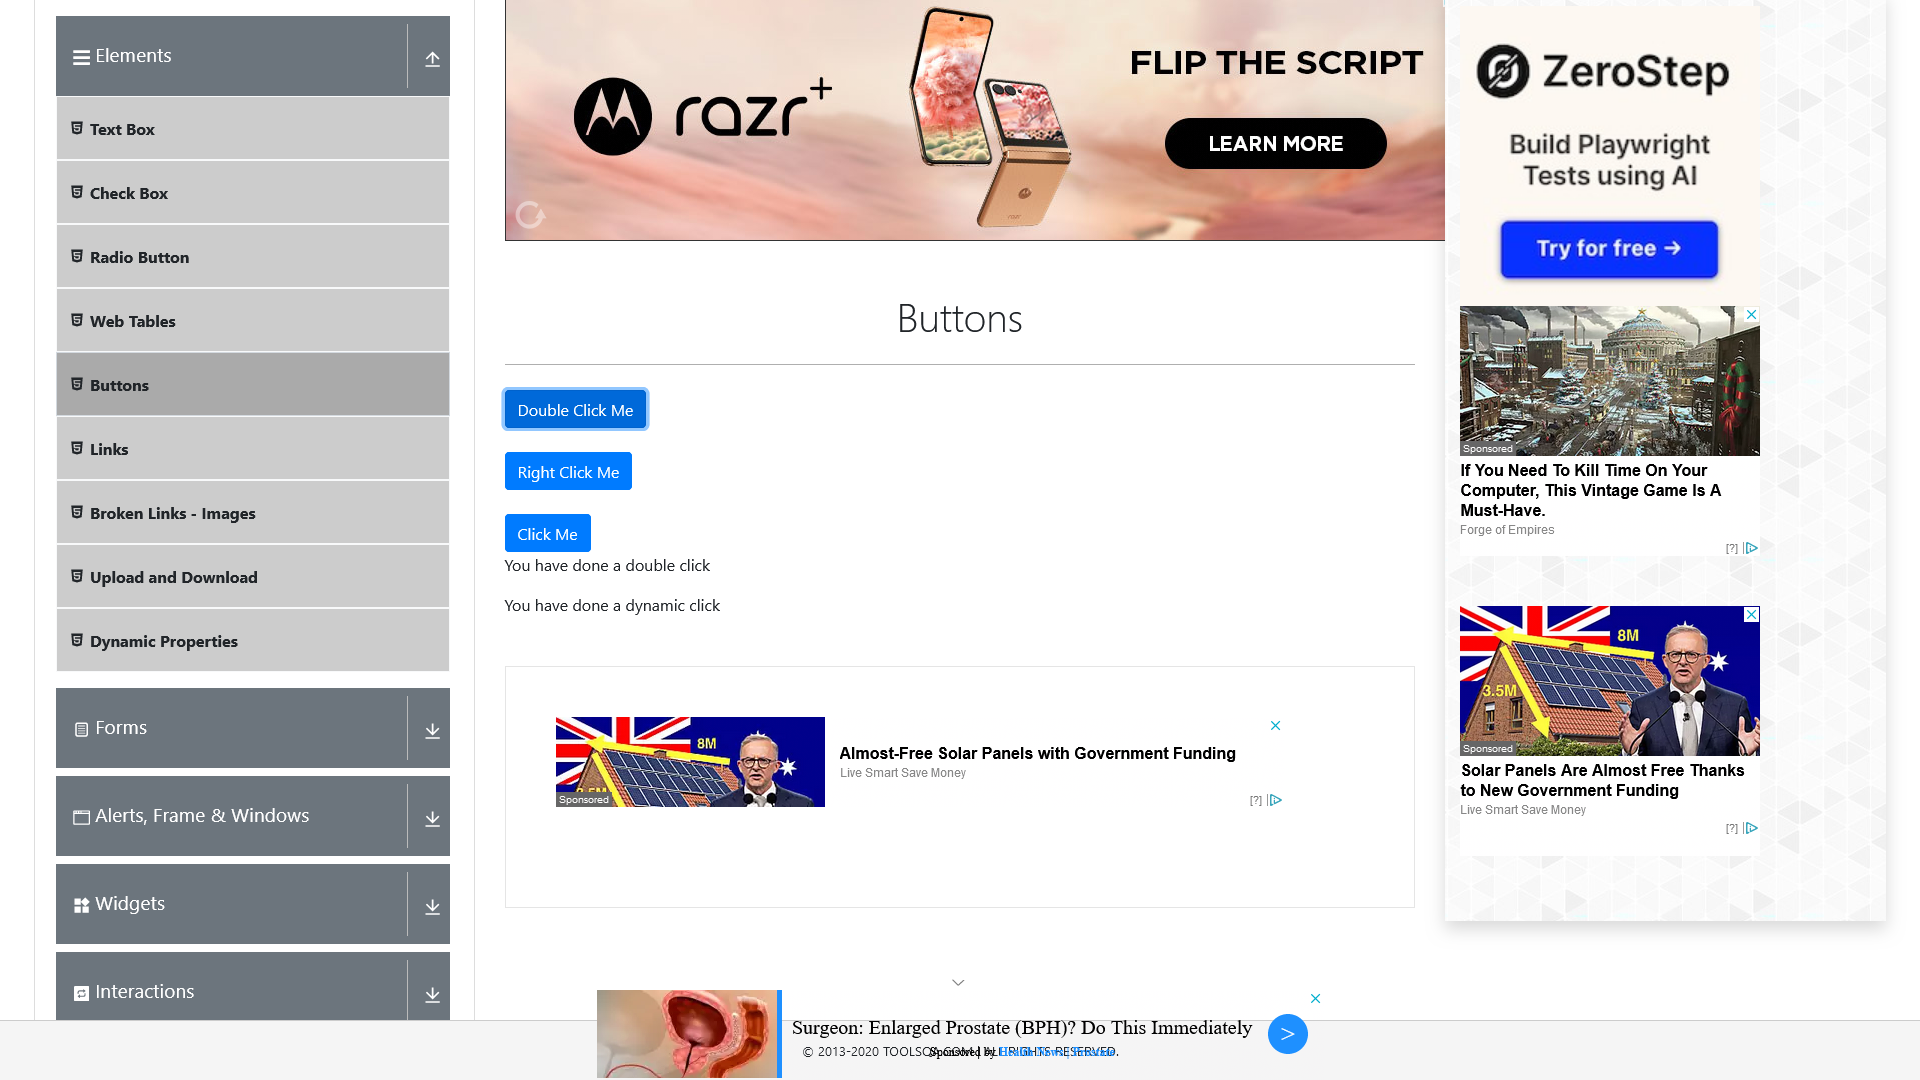 Elements
Text Box
Check Box
Radio Button
Web Tables
Buttons
Links
Broken Links - Images
Upload and Download
Dynamic Properties
Forms
Alerts, Frame & Windows
Widgets
Interactions
razr+
FLIP THE SCRIPT
LEARN MORE
razr
Buttons
Double Click Me
Right Click Me
Click Me
You have done a double click
You have done a dynamic click
8M
Sponsored
Almost-Free Solar Panels with Government Funding
Live Smart Save Money
[?]
ZeroStep
Build Playwright
Tests using AI
Try for free →
Sponsored
If You Need To Kill Time On Your
Computer, This Vintage Game Is A
Must-Have.
Forge of Empires
[?]
8M
3.5M
Sponsored
Solar Panels Are Almost Free Thanks
to New Government Funding
Live Smart Save Money
[?]
Surgeon: Enlarged Prostate (BPH)? Do This Immediately
© 2013-2020 TOOLSQA.COM | ALL RIGHTS RESERVED.
Sponsored by